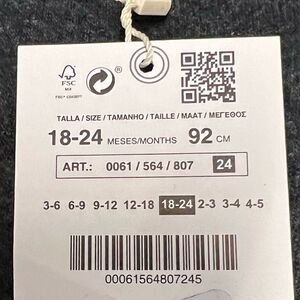 FSC
MIX
®
TALLA / SIZE / TAMANHO / TAILLE / MAAT / ΜΕΓΕΘΟΣ
18-24 MESES/MONTHS 92 CM
ART.: 0061 / 564 / 807 24
3-6 6-9 9-12 12-18 18-24 2-3 3-4 4-5
00061564807245